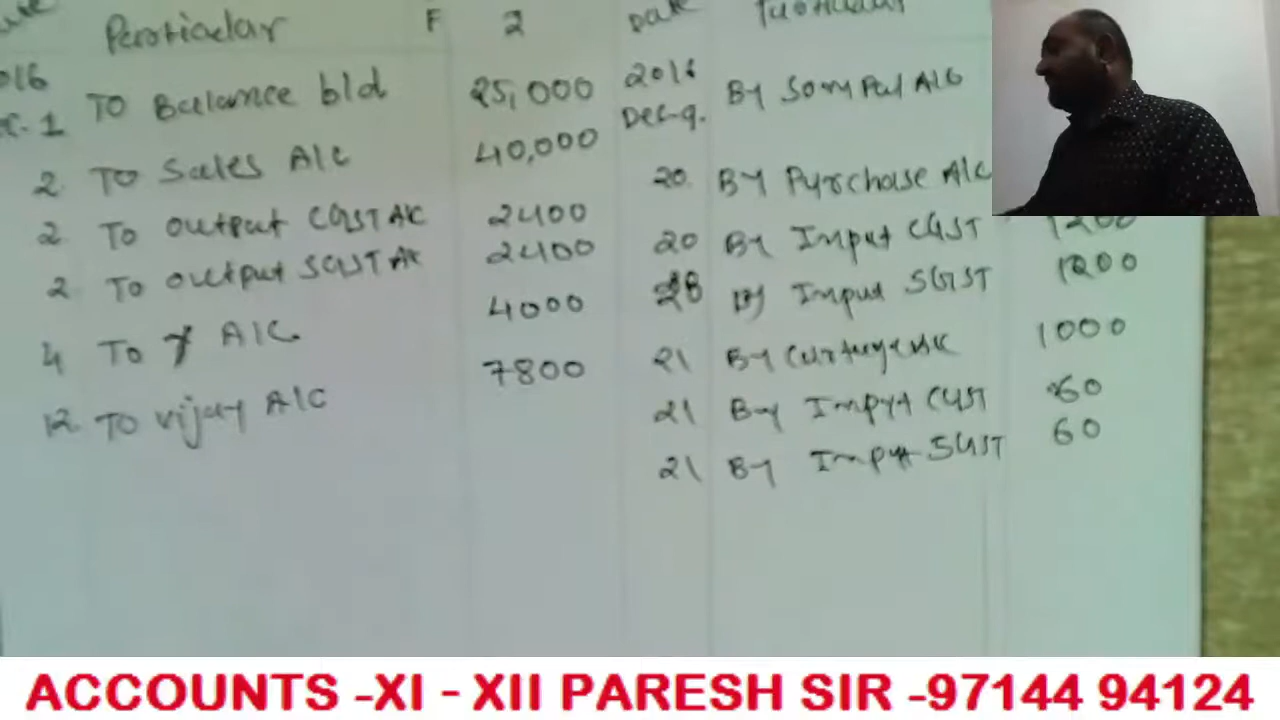 Particular F ₹ Date Particular
2016 TO Balance b/d 25,000 2016 By Sompal A/C
Dec. 1 Dec-9.
2 TO Sales A/C 40,000 20. By Purchase A/C
2 To output CGST A/C 2400 20 By Input CGST 1200
2 To output SGST A/C 2400 20 By Input SGST 1200
4 To Y A/C 4000 21 By Cartage A/C 1000
12 To vijay A/C 7800 21 By Input CGST 60
21 By Input SGST 60
ACCOUNTS -XI - XII PARESH SIR -97144 94124